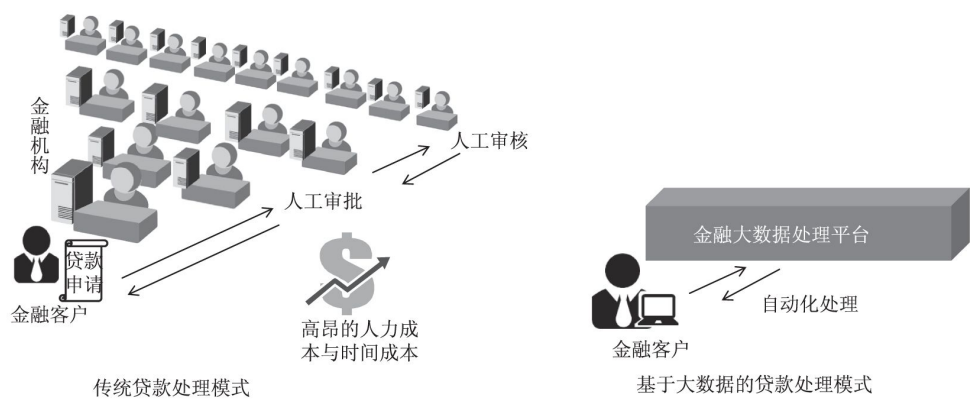 金融机构
人工审核
人工审批
贷款
申请
金融客户
高昂的人力成
本与时间成本
传统贷款处理模式
金融大数据处理平台
自动化处理
金融客户
基于大数据的贷款处理模式